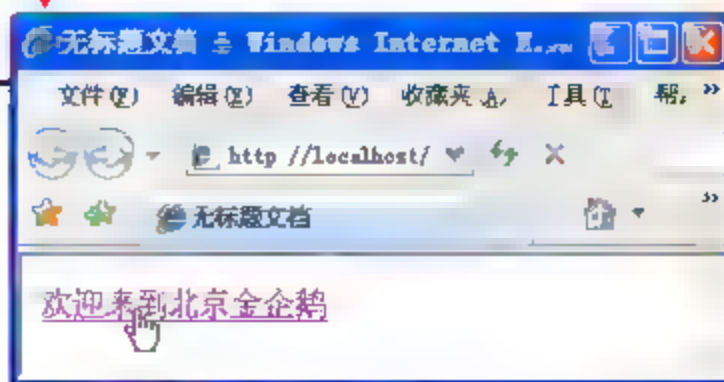 无标题文档 - Windows Internet E...
文件(F) 编辑(E) 查看(V) 收藏夹(A) 工具(T) 帮 »
http://localhost/
无标题文档 »
欢迎来到北京金企鹅